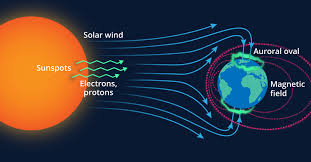 Solar wind
Auroral oval
Sunspots
Electrons,
protons
Magnetic
field